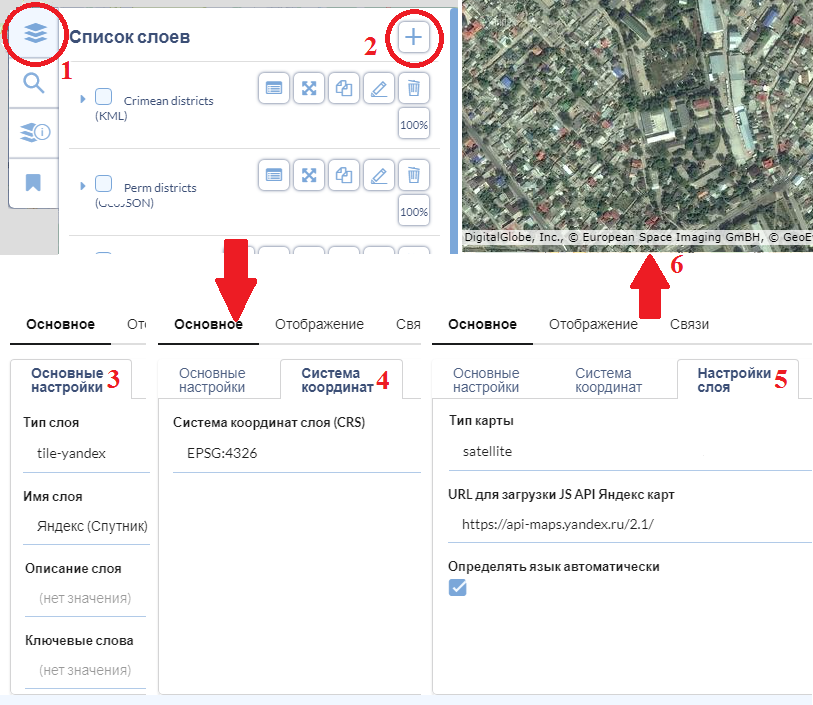 Список слоев
2
1
Crimean districts
(KML)
100%
Perm districts
(GeoJSON)
100%
DigitalGlobe, Inc., © European Space Imaging GmBH, © GeoE
6
Основное
От
Основное
Отображение
Свя
Основное
Отображение
Связи
Основные
настройки 3
Тип слоя
tile-yandex
Имя слоя
Яндекс (Спутник)
Описание слоя
(нет значения)
Ключевые слова
(нет значения)
Основные
настройки
Система
координат 4
Система координат слоя (CRS)
EPSG:4326
Основные
настройки
Система
координат
Настройки
слоя 5
Тип карты
satellite
URL для загрузки JS API Яндекс карт
https://api-maps.yandex.ru/2.1/
Определять язык автоматически